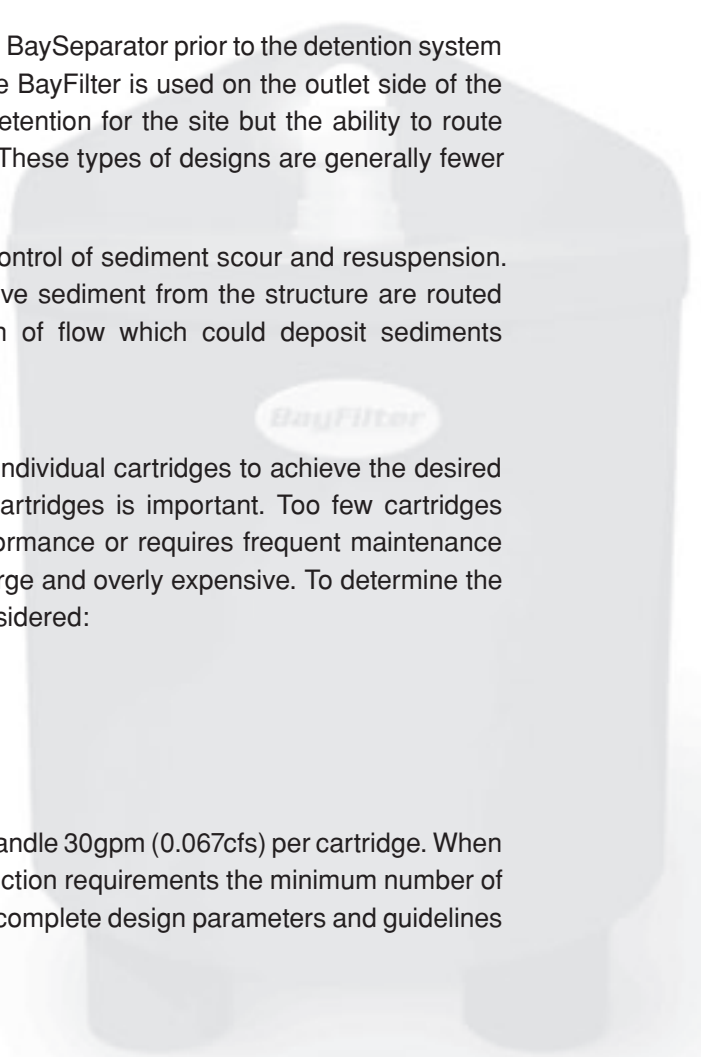 BaySeparator prior to the detention system
e BayFilter is used on the outlet side of the
etention for the site but the ability to route
These types of designs are generally fewer
ontrol of sediment scour and resuspension.
ve sediment from the structure are routed
of flow which could deposit sediments
BayFilter
ndividual cartridges to achieve the desired
artridges is important. Too few cartridges
ormance or requires frequent maintenance
rge and overly expensive. To determine the
sidered:
andle 30gpm (0.067cfs) per cartridge. When
ction requirements the minimum number of
complete design parameters and guidelines